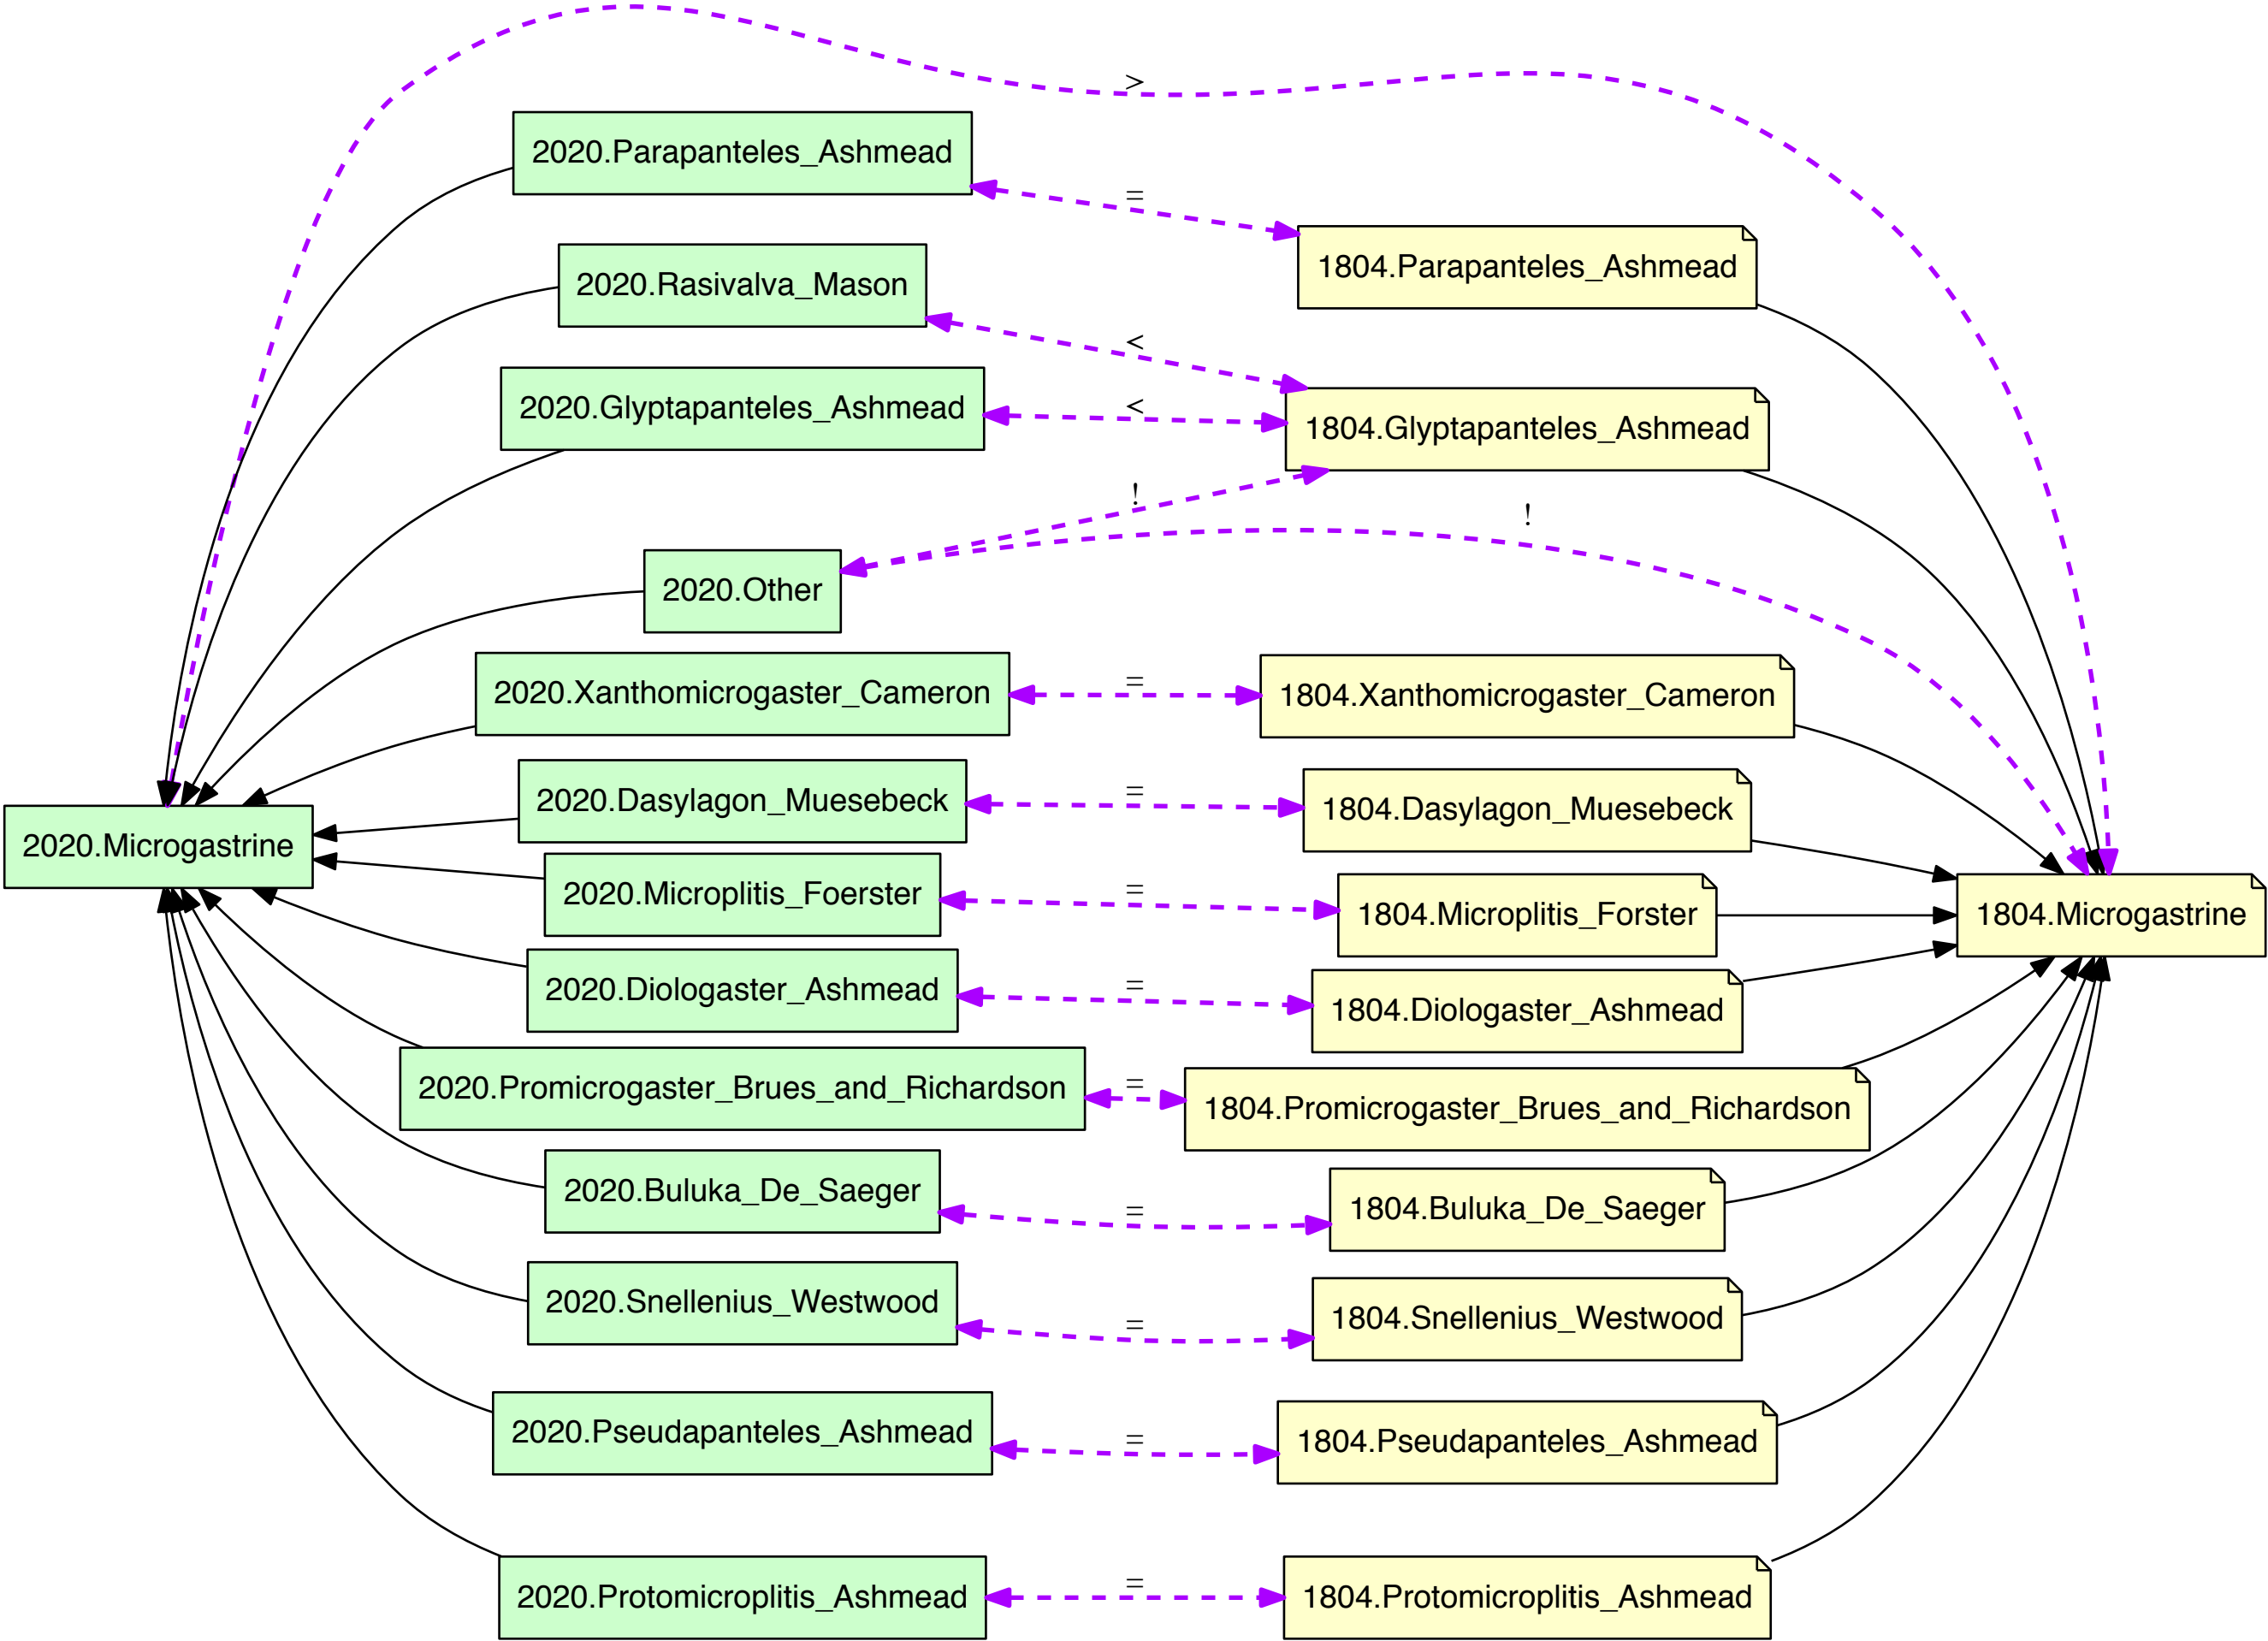 >
2020.Parapanteles_Ashmead
=
1804.Parapanteles_Ashmead
2020.Rasivalva_Mason
<
2020.Glyptapanteles_Ashmead
<
1804.Glyptapanteles_Ashmead
!
!
2020.Other
2020.Xanthomicrogaster_Cameron
=
1804.Xanthomicrogaster_Cameron
2020.Dasylagon_Muesebeck
=
1804.Dasylagon_Muesebeck
2020.Microgastrine
2020.Microplitis_Foerster
=
1804.Microplitis_Forster
1804.Microgastrine
2020.Diologaster_Ashmead
=
1804.Diologaster_Ashmead
2020.Promicrogaster_Brues_and_Richardson
=
1804.Promicrogaster_Brues_and_Richardson
2020.Buluka_De_Saeger
=
1804.Buluka_De_Saeger
2020.Snellenius_Westwood
=
1804.Snellenius_Westwood
2020.Pseudapanteles_Ashmead
=
1804.Pseudapanteles_Ashmead
2020.Protomicroplitis_Ashmead
=
1804.Protomicroplitis_Ashmead